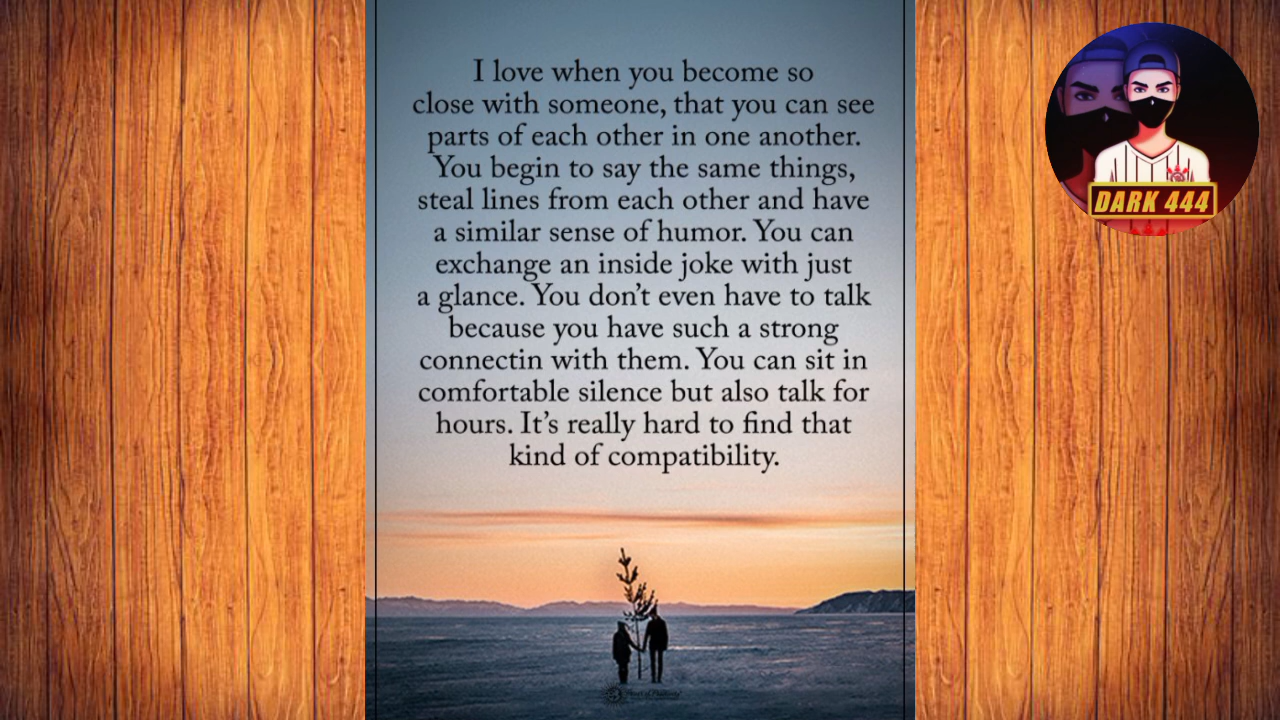 I love when you become so
close with someone, that you can see
parts of each other in one another.
You begin to say the same things,
steal lines from each other and have
a similar sense of humor. You can
exchange an inside joke with just
a glance. You don’t even have to talk
because you have such a strong
connectin with them. You can sit in
comfortable silence but also talk for
hours. It’s really hard to find that
kind of compatibility.
DARK 444